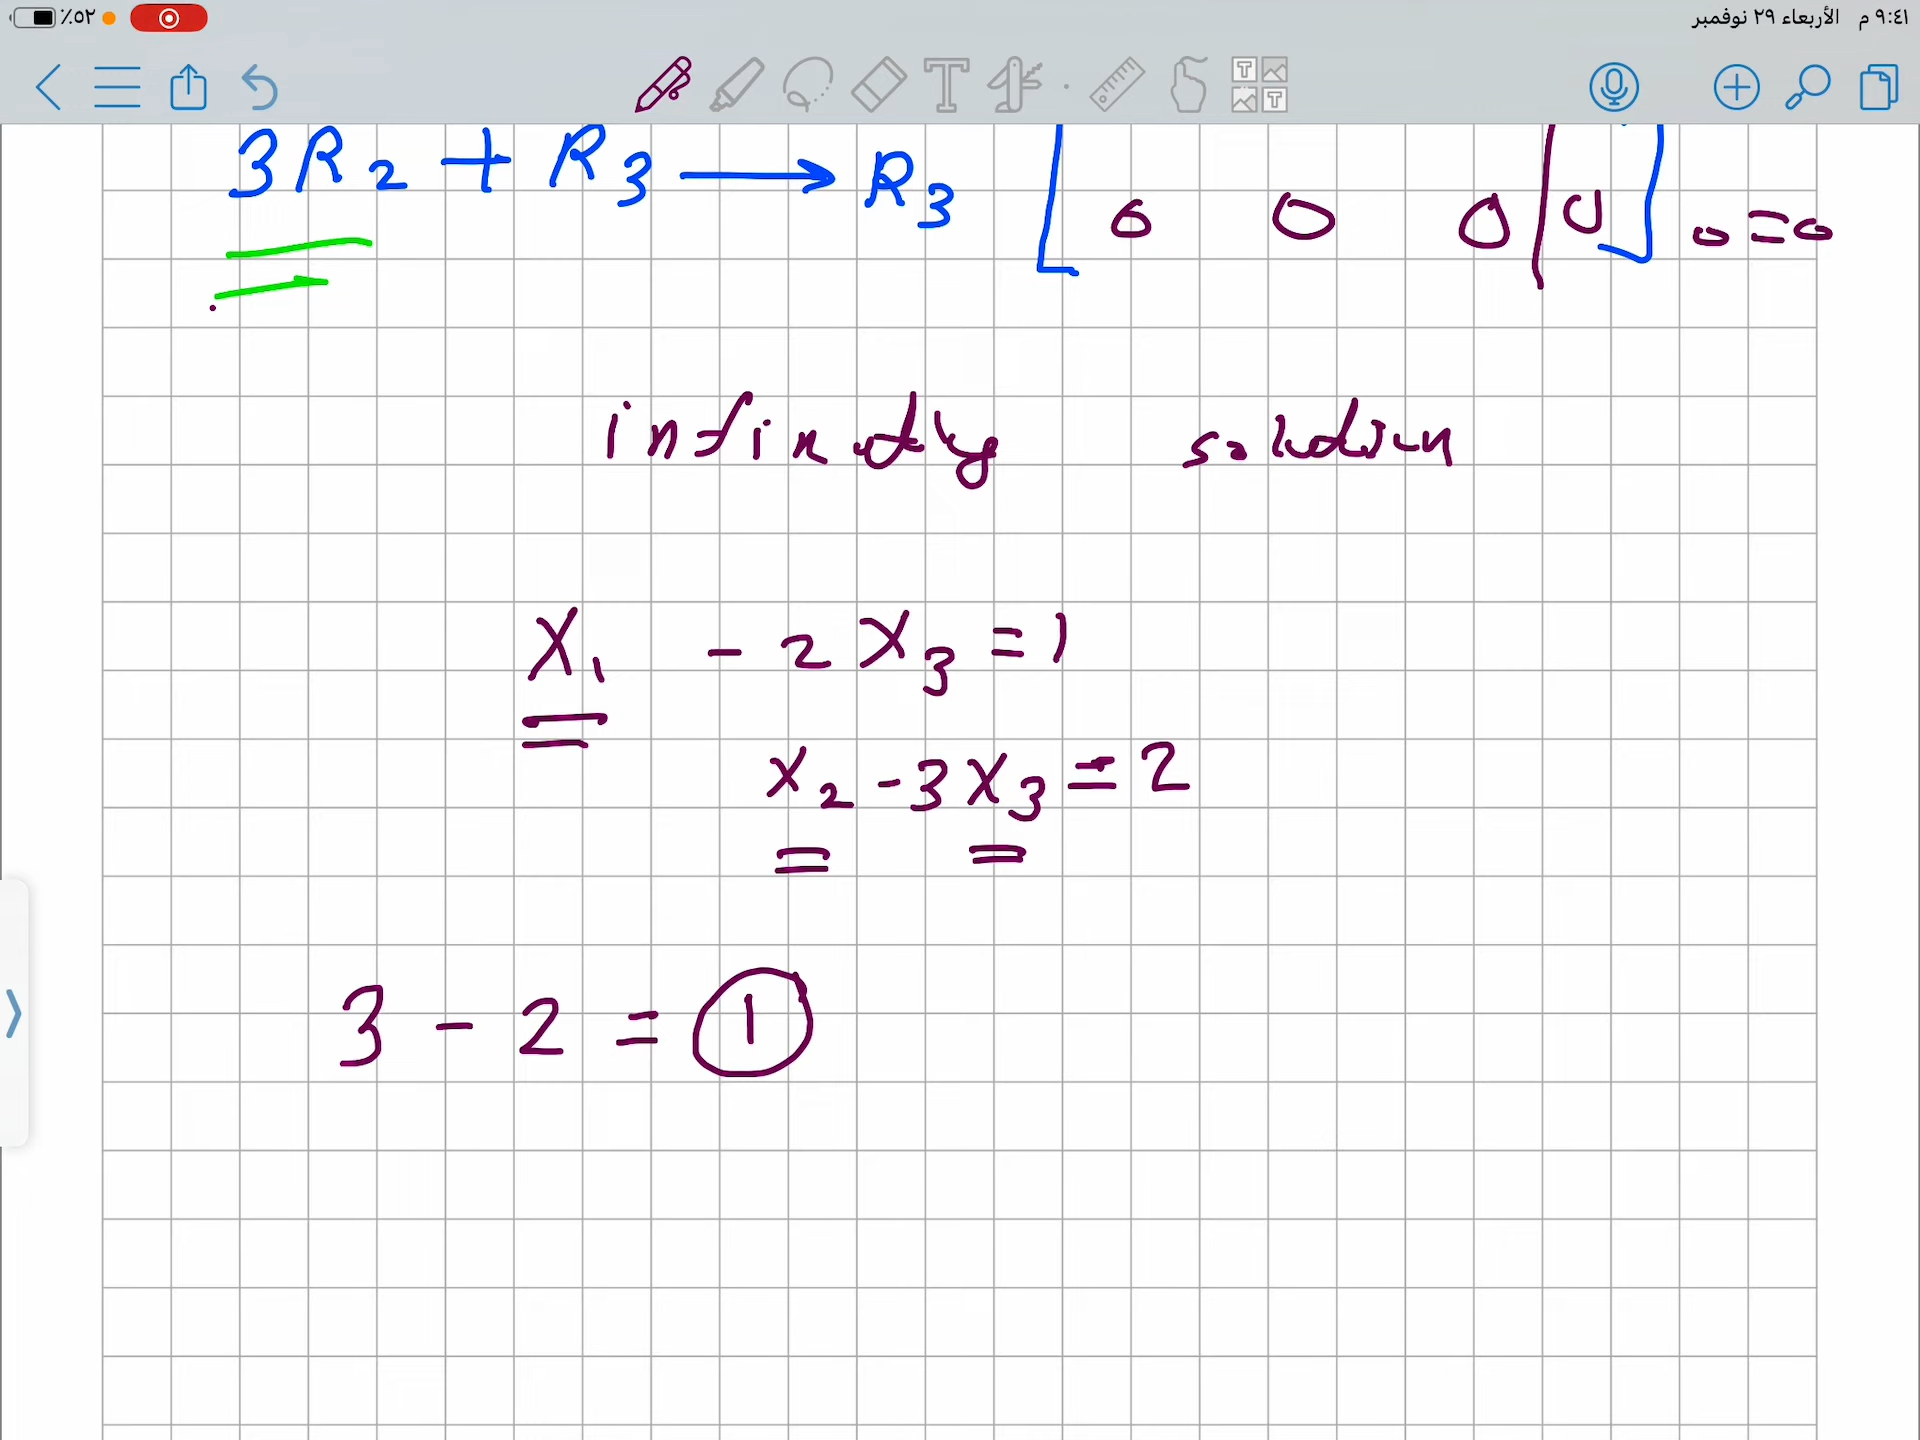 ٩:٤١ م الأربعاء ٢٩ نوفمبر
٪٥٢
3R₂ + R₃ ⟶ R₃ [ 0 0 0 | 0 ] 0 = 0
infinitly solution
x₁ - 2x₃ = 1
x₂ - 3x₃ = 2
3 - 2 = 1